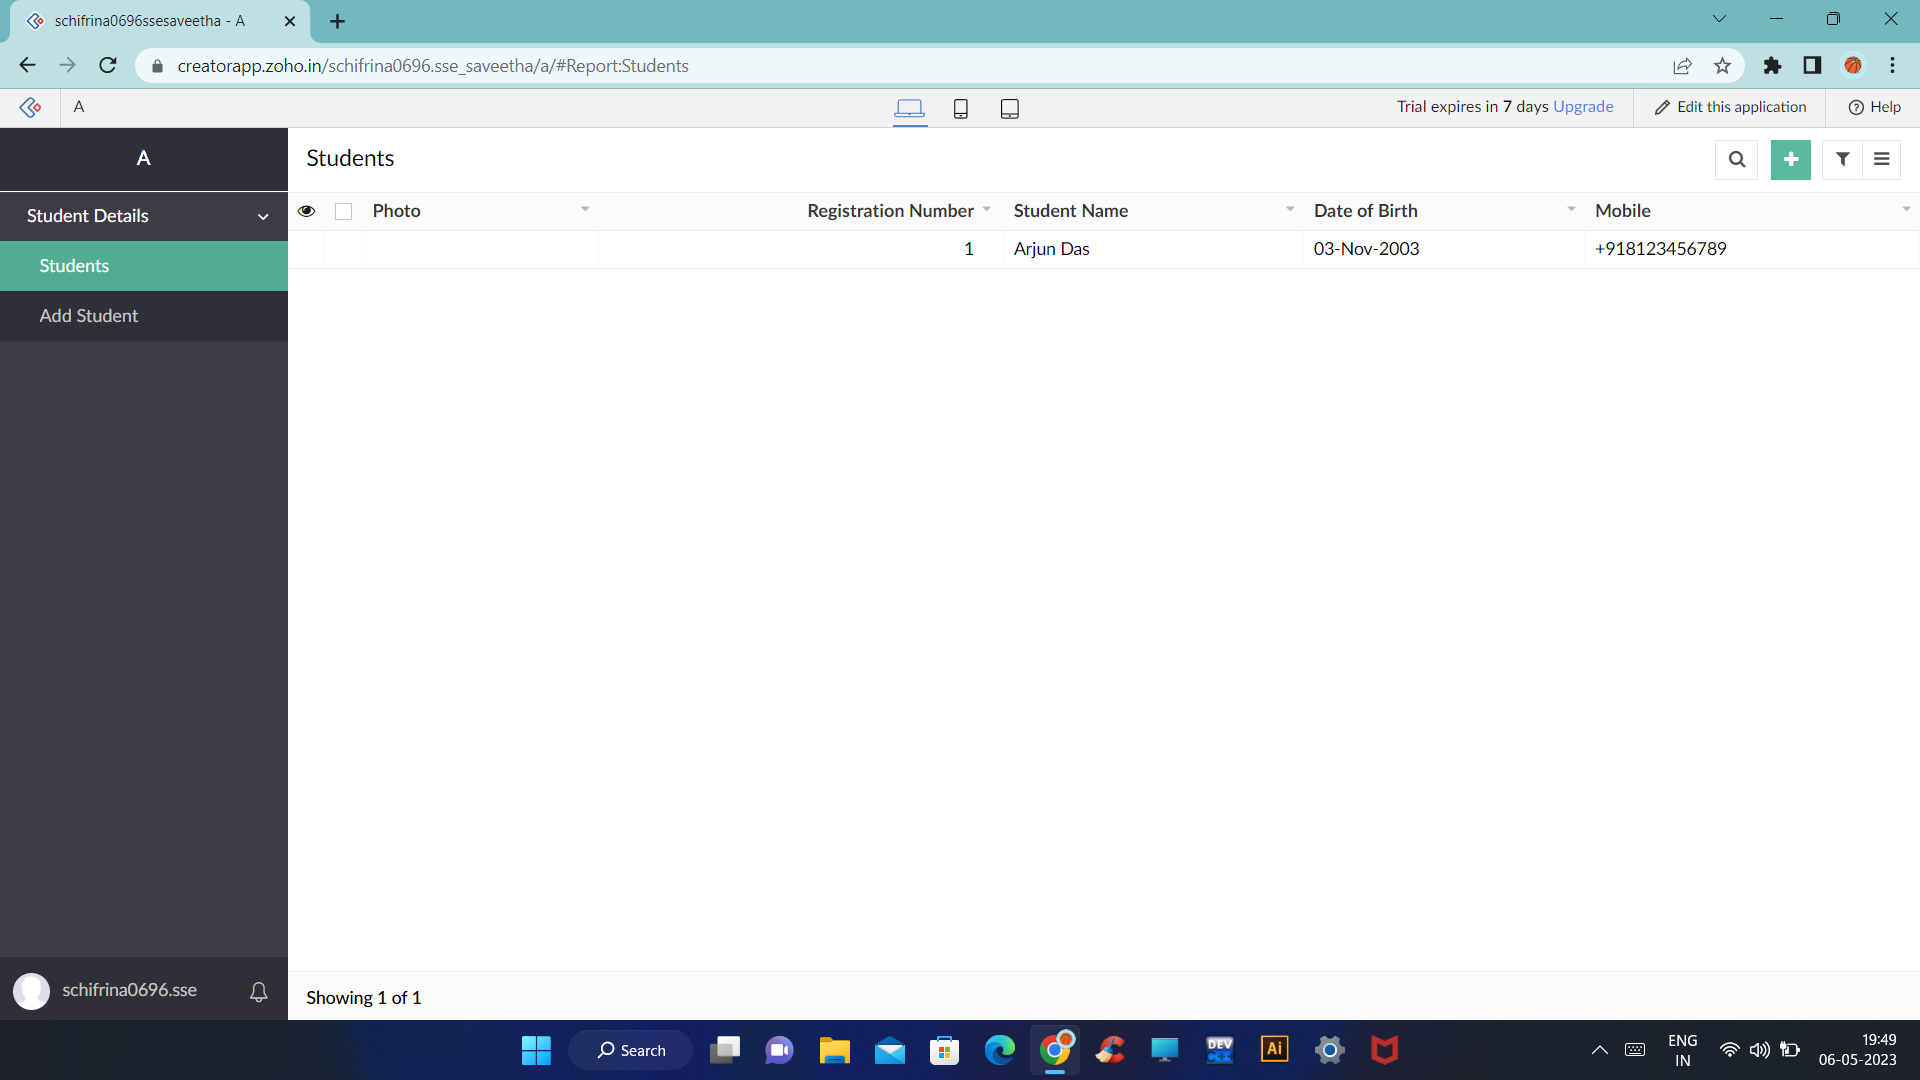 schifrina0696ssesaveetha - A
creatorapp.zoho.in/schifrina0696.sse_saveetha/a/#Report:Students
A
Trial expires in 7 days Upgrade
Edit this application
Help
A
Students
Student Details
Photo
Registration Number
Student Name
Date of Birth
Mobile
1
Arjun Das
03-Nov-2003
+918123456789
Students
Add Student
schifrina0696.sse
Showing 1 of 1
Search
DEV
C++
Ai
ENG
IN
19:49
06-05-2023